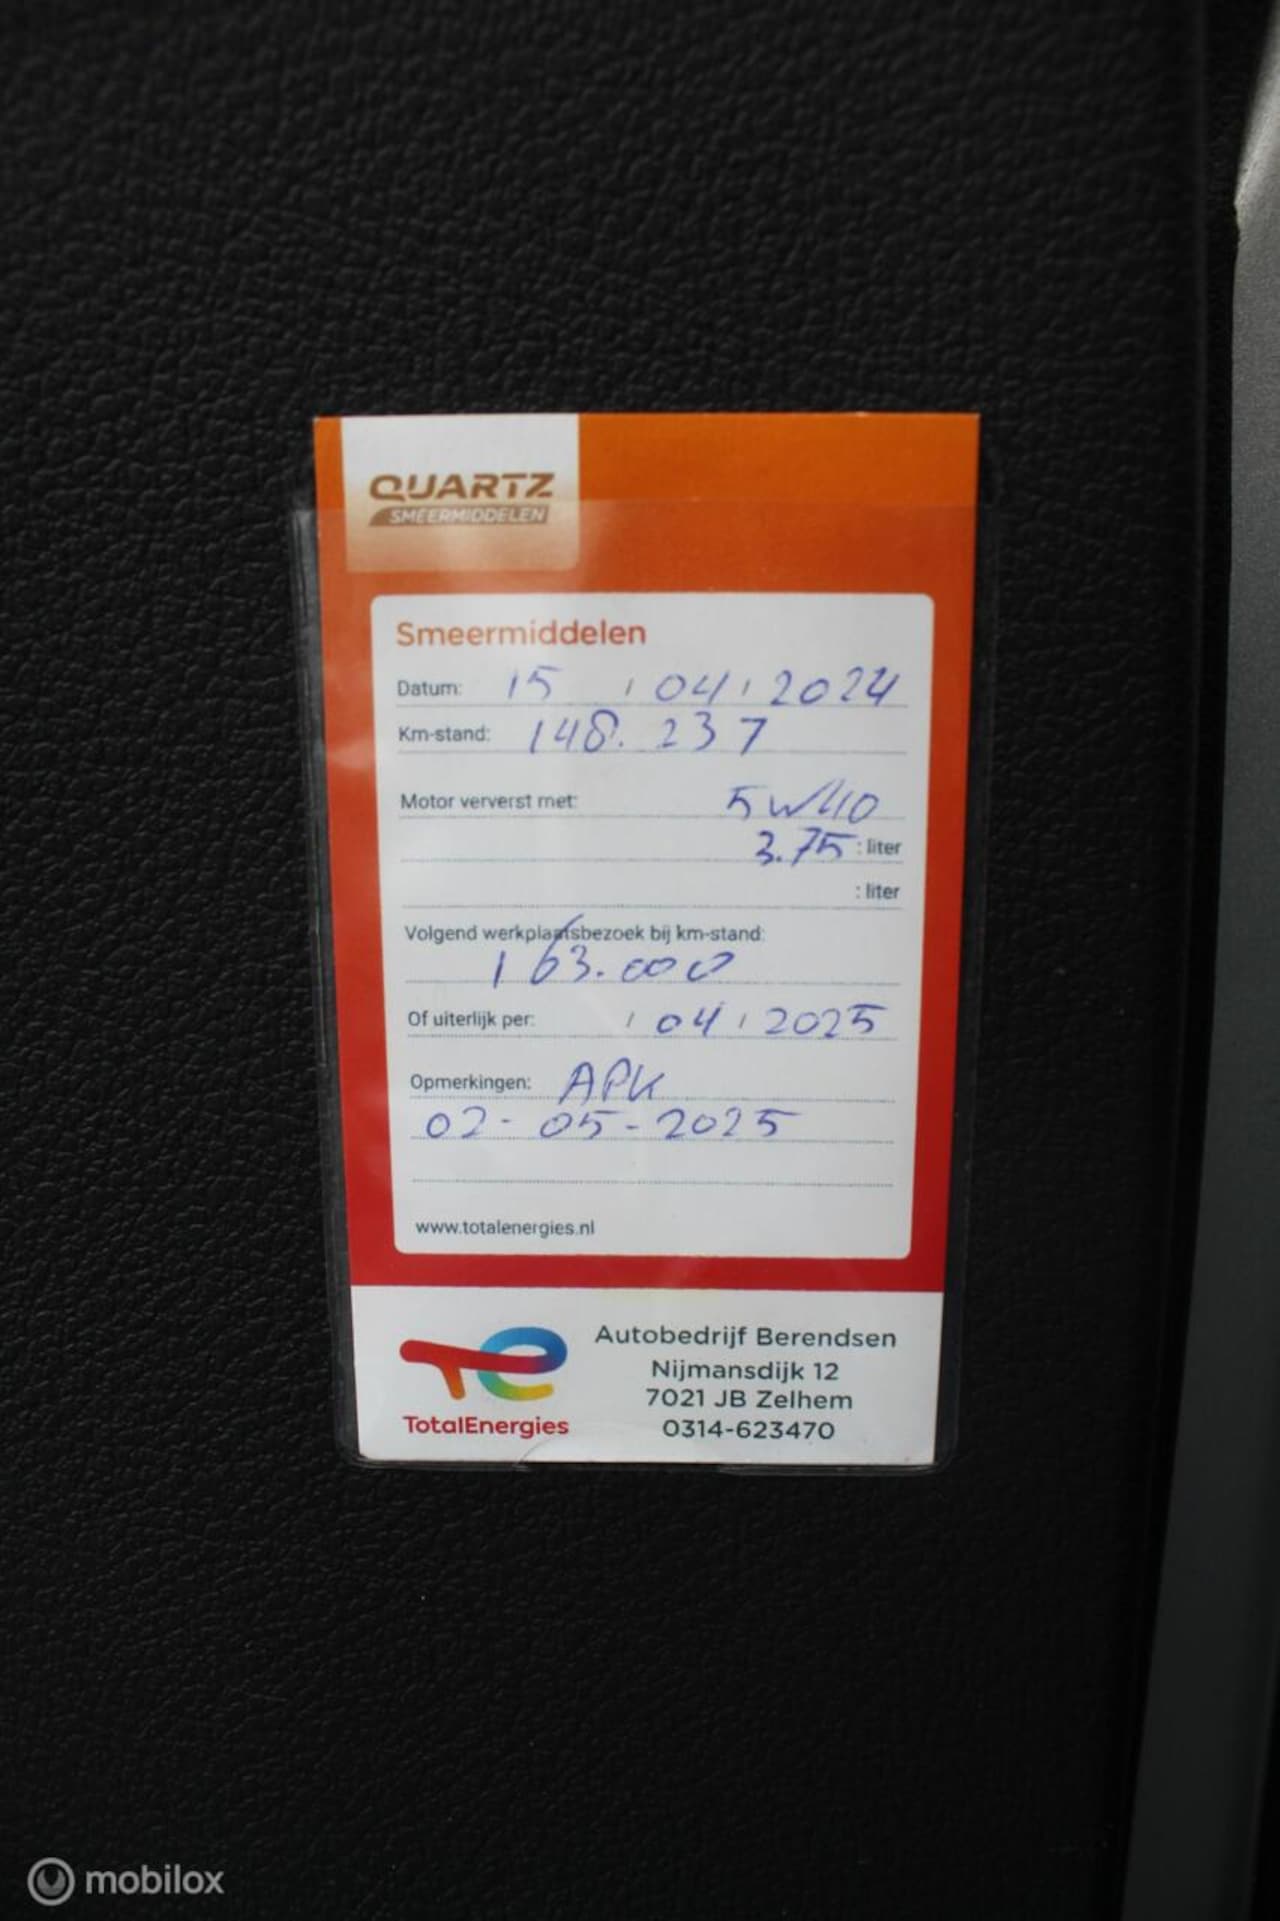 QUARTZ
SMEERMIDDELEN
Smeermiddelen
Datum: 15 / 04 / 2024
Km-stand: 148.237
Motor ververst met: 5W40
3.75 : liter
: liter
Volgend werkplaatsbezoek bij km-stand:
163.000
Of uiterlijk per: / 04 / 2025
Opmerkingen: APK
02-05-2025
www.totalenergies.nl
Autobedrijf Berendsen
Nijmansdijk 12
7021 JB Zelhem
0314-623470
TotalEnergies
mobilox